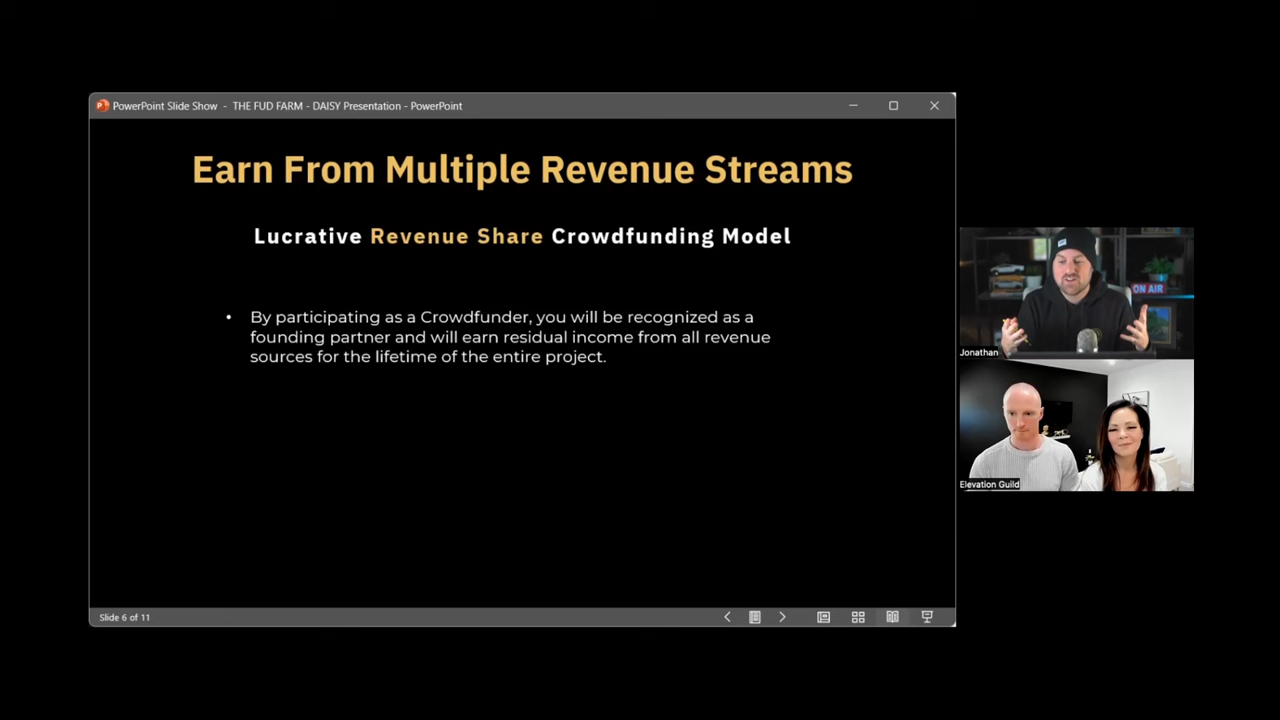 PowerPoint Slide Show - THE FUD FARM - DAISY Presentation - PowerPoint
Earn From Multiple Revenue Streams
Lucrative Revenue Share Crowdfunding Model
• By participating as a Crowdfunder, you will be recognized as a
founding partner and will earn residual income from all revenue
sources for the lifetime of the entire project.
Slide 6 of 11
ON AIR
Jonathan
Elevation Guild